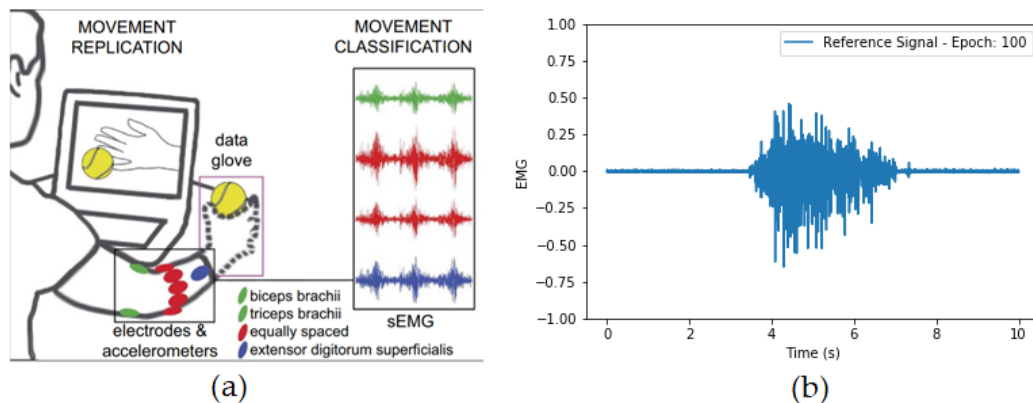 MOVEMENT
REPLICATION
MOVEMENT
CLASSIFICATION
data
glove
electrodes &
accelerometers
biceps brachii
triceps brachii
equally spaced
extensor digitorum superficialis
sEMG
(a)
Reference Signal - Epoch: 100
EMG
1.00
0.75
0.50
0.25
0.00
-0.25
−0.50
−0.75
−1.00
0 2 4 6 8 10
Time (s)
(b)